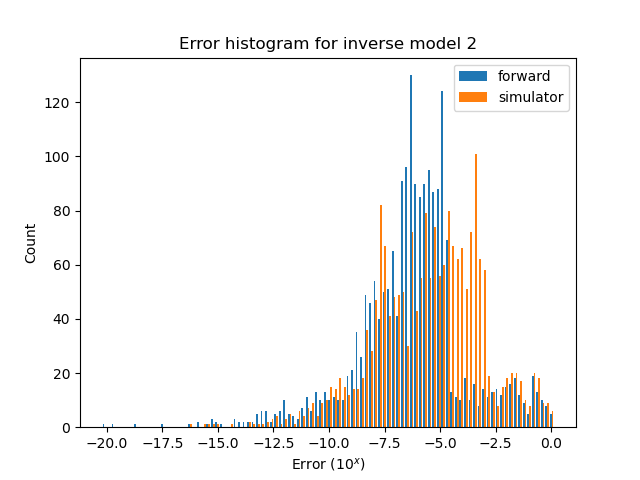 Error histogram for inverse model 2
forward
simulator
120
100
80
60
40
20
0
Count
−20.0 −17.5 −15.0 −12.5 −10.0 −7.5 −5.0 −2.5 0.0
Error (10^x)